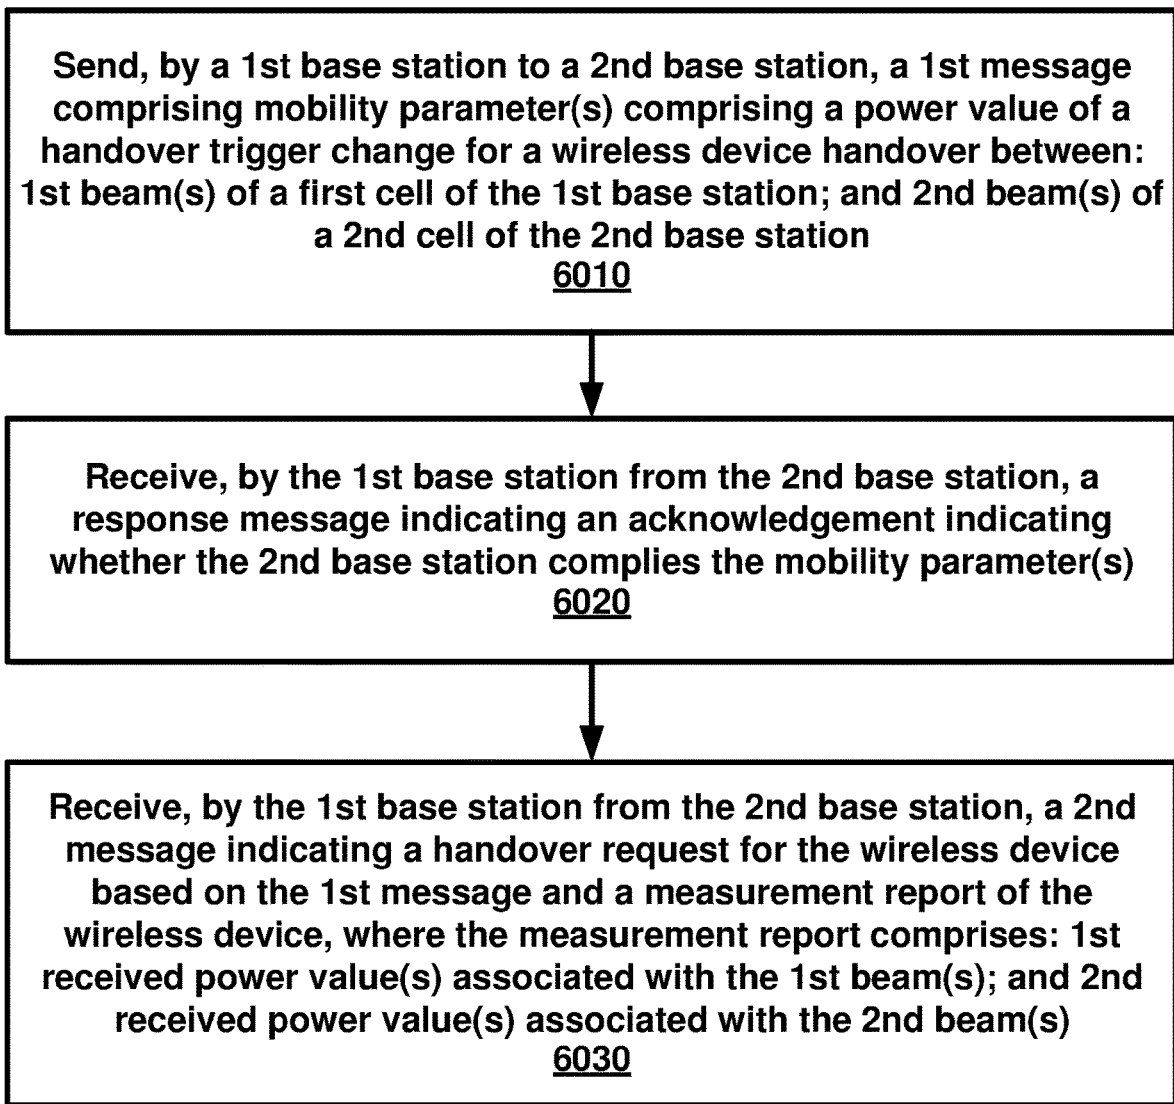 Send, by a 1st base station to a 2nd base station, a 1st message
comprising mobility parameter(s) comprising a power value of a
handover trigger change for a wireless device handover between:
1st beam(s) of a first cell of the 1st base station; and 2nd beam(s) of
a 2nd cell of the 2nd base station
6010
Receive, by the 1st base station from the 2nd base station, a
response message indicating an acknowledgement indicating
whether the 2nd base station complies the mobility parameter(s)
6020
Receive, by the 1st base station from the 2nd base station, a 2nd
message indicating a handover request for the wireless device
based on the 1st message and a measurement report of the
wireless device, where the measurement report comprises: 1st
received power value(s) associated with the 1st beam(s); and 2nd
received power value(s) associated with the 2nd beam(s)
6030